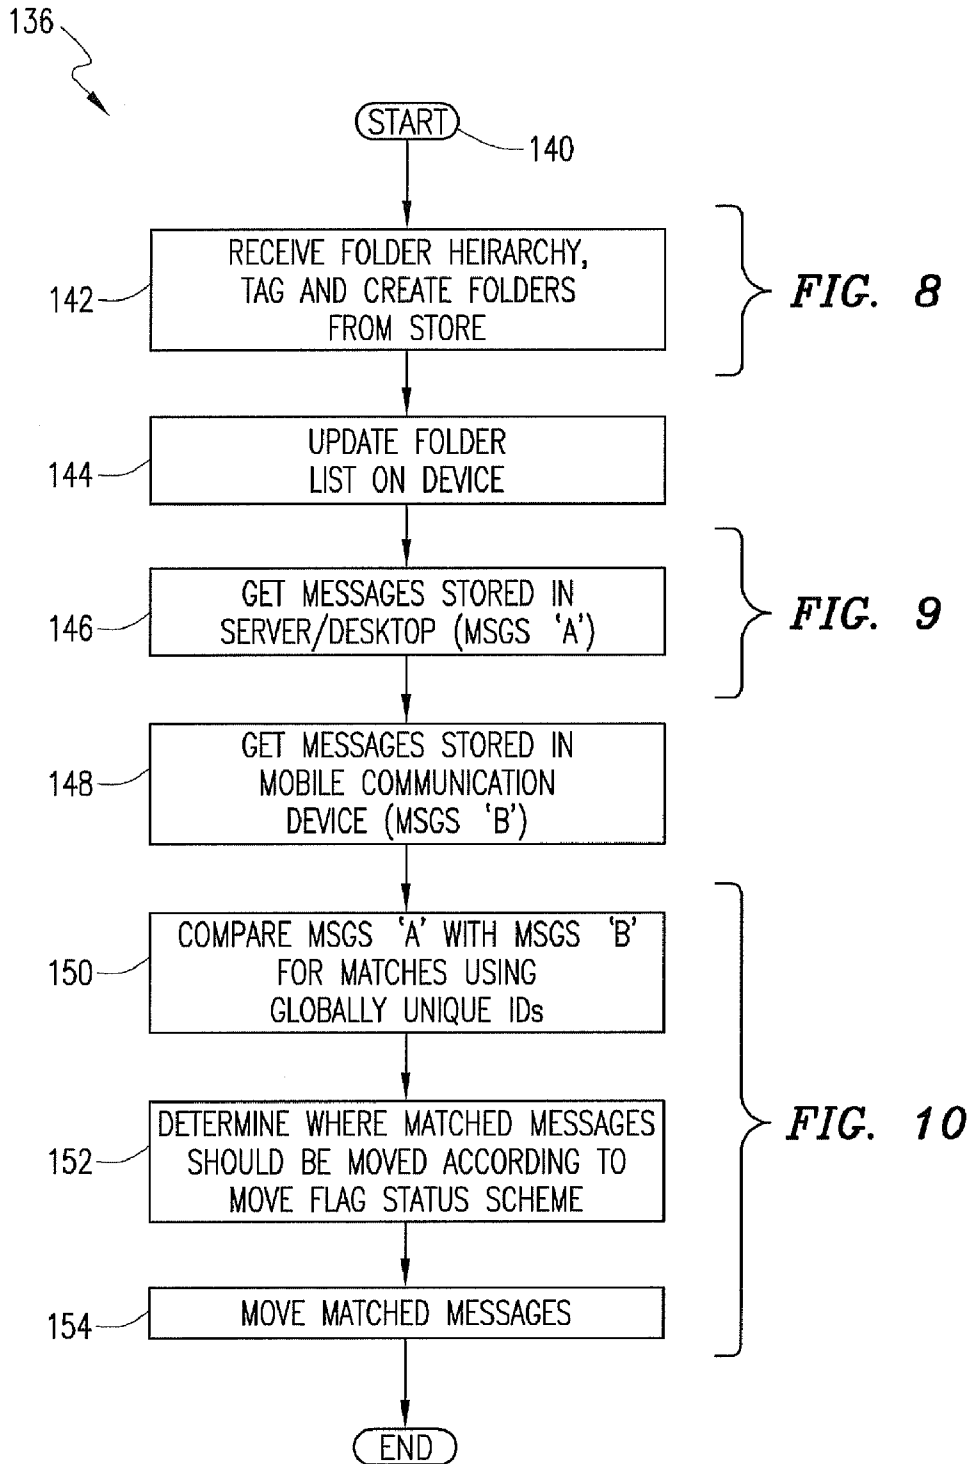 136
START
140
RECEIVE FOLDER HEIRARCHY,
TAG AND CREATE FOLDERS
FROM STORE
142
FIG. 8
UPDATE FOLDER
LIST ON DEVICE
144
GET MESSAGES STORED IN
SERVER/DESKTOP (MSGS ‘A’)
146
FIG. 9
GET MESSAGES STORED IN
MOBILE COMMUNICATION
DEVICE (MSGS ‘B’)
148
COMPARE MSGS ‘A’ WITH MSGS ‘B’
FOR MATCHES USING
GLOBALLY UNIQUE IDs
150
DETERMINE WHERE MATCHED MESSAGES
SHOULD BE MOVED ACCORDING TO
MOVE FLAG STATUS SCHEME
152
FIG. 10
MOVE MATCHED MESSAGES
154
END